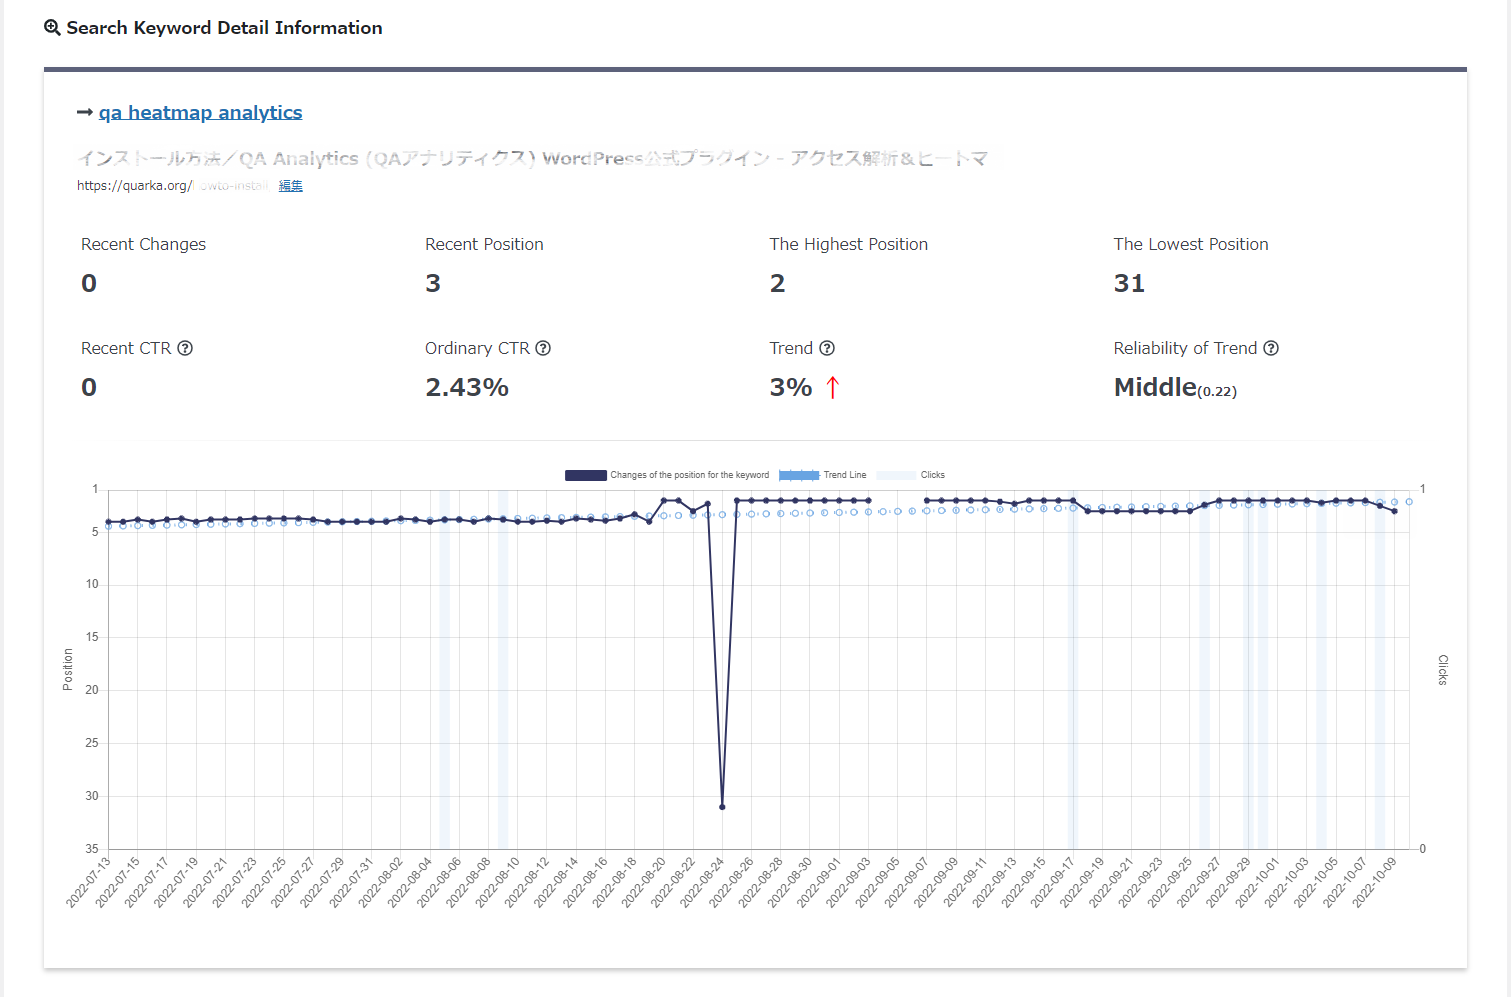 Search Keyword Detail Information
→ qa heatmap analytics
インストール方法／QA Analytics (QAアナリティクス) WordPress公式プラグイン - アクセス解析＆ヒートマ
https://quarka.org/ owto-install 編集
Recent Changes Recent Position The Highest Position The Lowest Position
0 3 2 31
Recent CTR Ordinary CTR Trend Reliability of Trend
0 2.43% 3% ↑ Middle(0.22)
Changes of the position for the keyword Trend Line Clicks
1 1
5
10
15
20
25
30
35 0
Position
Clicks
2022-07-13 2022-07-15 2022-07-17 2022-07-19 2022-07-21 2022-07-23 2022-07-25 2022-07-27 2022-07-29 2022-07-31 2022-08-02 2022-08-04 2022-08-06 2022-08-08 2022-08-10 2022-08-12 2022-08-14 2022-08-16 2022-08-18 2022-08-20 2022-08-22 2022-08-24 2022-08-26 2022-08-28 2022-08-30 2022-09-01 2022-09-03 2022-09-05 2022-09-07 2022-09-09 2022-09-11 2022-09-13 2022-09-15 2022-09-17 2022-09-19 2022-09-21 2022-09-23 2022-09-25 2022-09-27 2022-09-29 2022-10-01 2022-10-03 2022-10-05 2022-10-07 2022-10-09